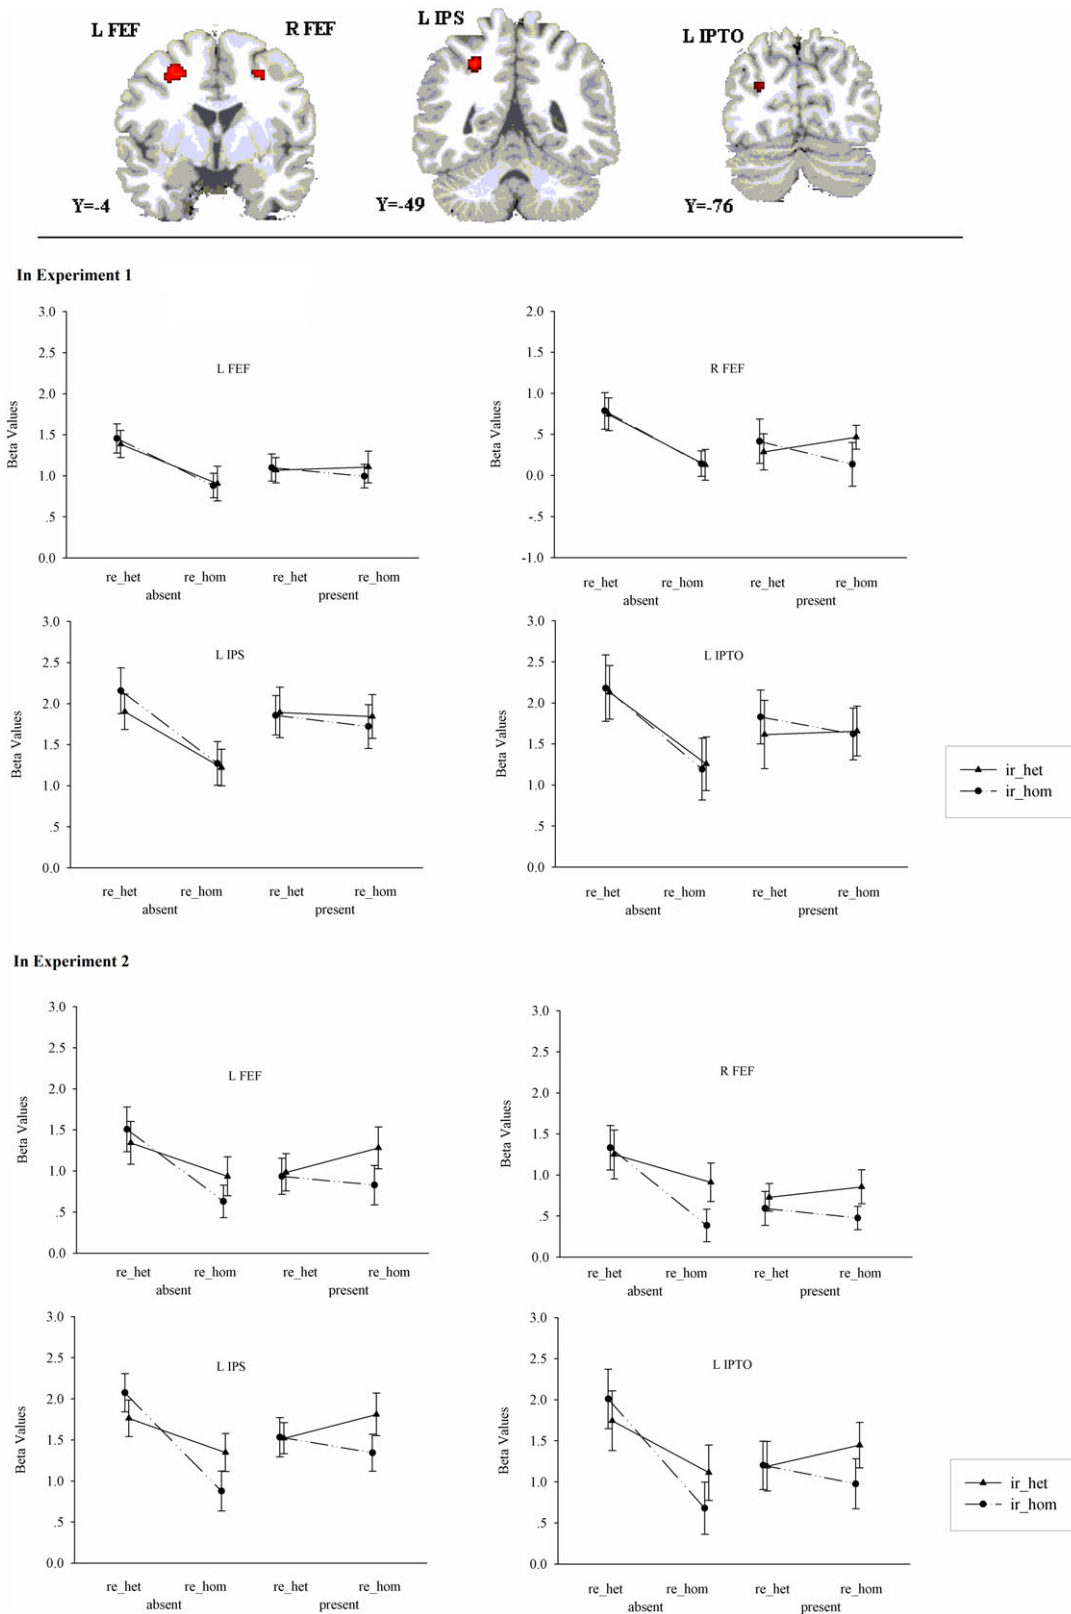 L FEF R FEF L IPS L IPTO
Y=-4 Y=-49 Y=-76
In Experiment 1
3.0
2.5
2.0
1.5
1.0
.5
0.0
Beta Values
L FEF
re_het re_hom re_het re_hom
absent present
2.0
1.5
1.0
.5
0.0
-.5
-1.0
Beta Values
R FEF
re_het re_hom re_het re_hom
absent present
3.0
2.5
2.0
1.5
1.0
.5
0.0
Beta Values
L IPS
re_het re_hom re_het re_hom
absent present
3.0
2.5
2.0
1.5
1.0
.5
0.0
Beta Values
L IPTO
re_het re_hom re_het re_hom
absent present
ir_het
ir_hom
In Experiment 2
3.0
2.5
2.0
1.5
1.0
.5
0.0
Beta Values
L FEF
re_het re_hom re_het re_hom
absent present
3.0
2.5
2.0
1.5
1.0
.5
0.0
Beta Values
R FEF
re_het re_hom re_het re_hom
absent present
3.0
2.5
2.0
1.5
1.0
.5
0.0
Beta Values
L IPS
re_het re_hom re_het re_hom
absent present
3.0
2.5
2.0
1.5
1.0
.5
0.0
Beta Values
L IPTO
re_het re_hom re_het re_hom
absent present
ir_het
ir_hom